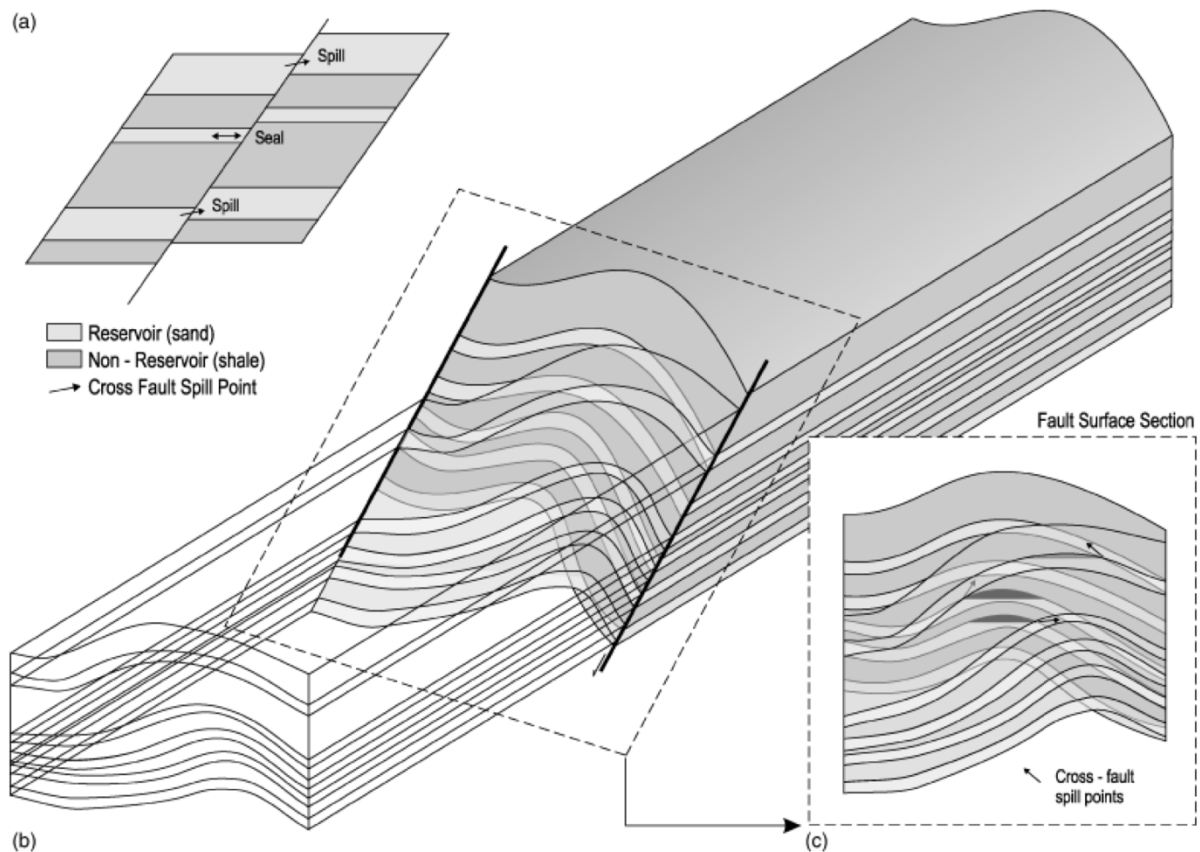 (a)
Spill
Seal
Spill
Reservoir (sand)
Non - Reservoir (shale)
Cross Fault Spill Point
Fault Surface Section
Cross - fault
spill points
(b)
(c)